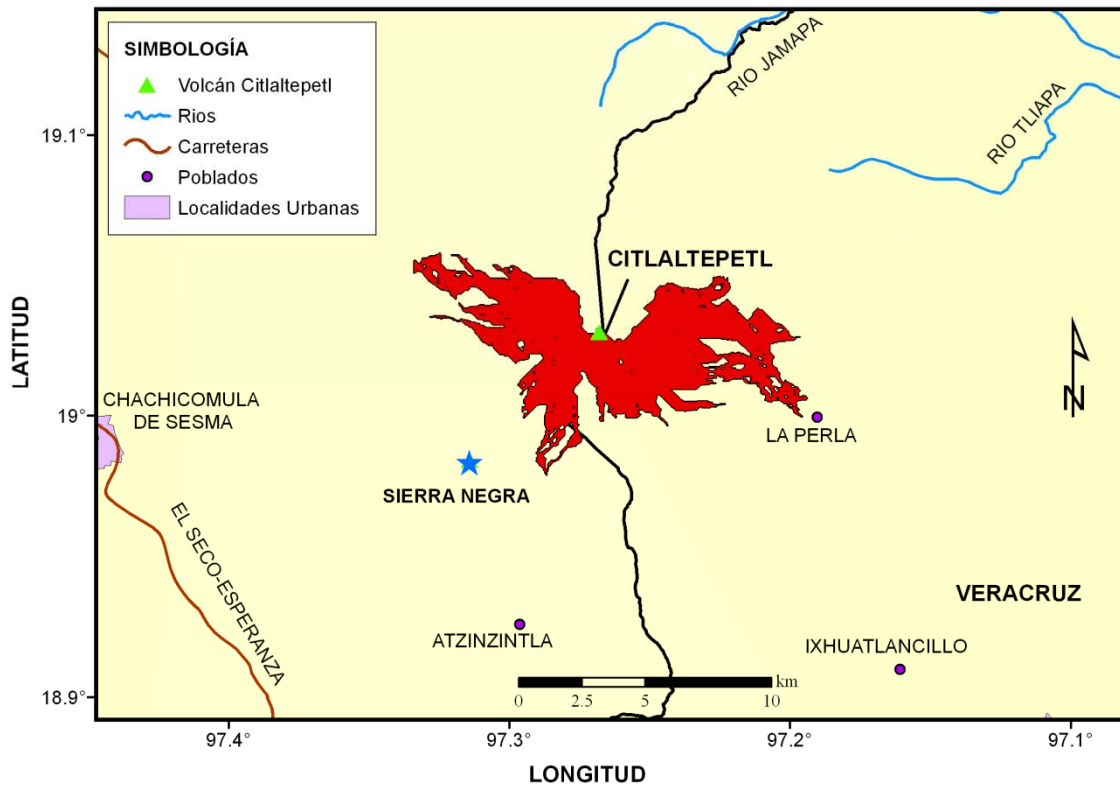 SIMBOLOGÍA
Volcán Citlaltepetl
Rios
Carreteras
Poblados
Localidades Urbanas
RIO JAMAPA
RIO TLIAPA
19.1°
CITLALTEPETL
LATITUD
N
CHACHICOMULA
DE SESMA
19°
LA PERLA
SIERRA NEGRA
EL SECO-ESPERANZA
VERACRUZ
ATZINZINTLA
IXHUATLANCILLO
km
0
2.5
5
10
18.9°
97.4°
97.3°
97.2°
97.1°
LONGITUD